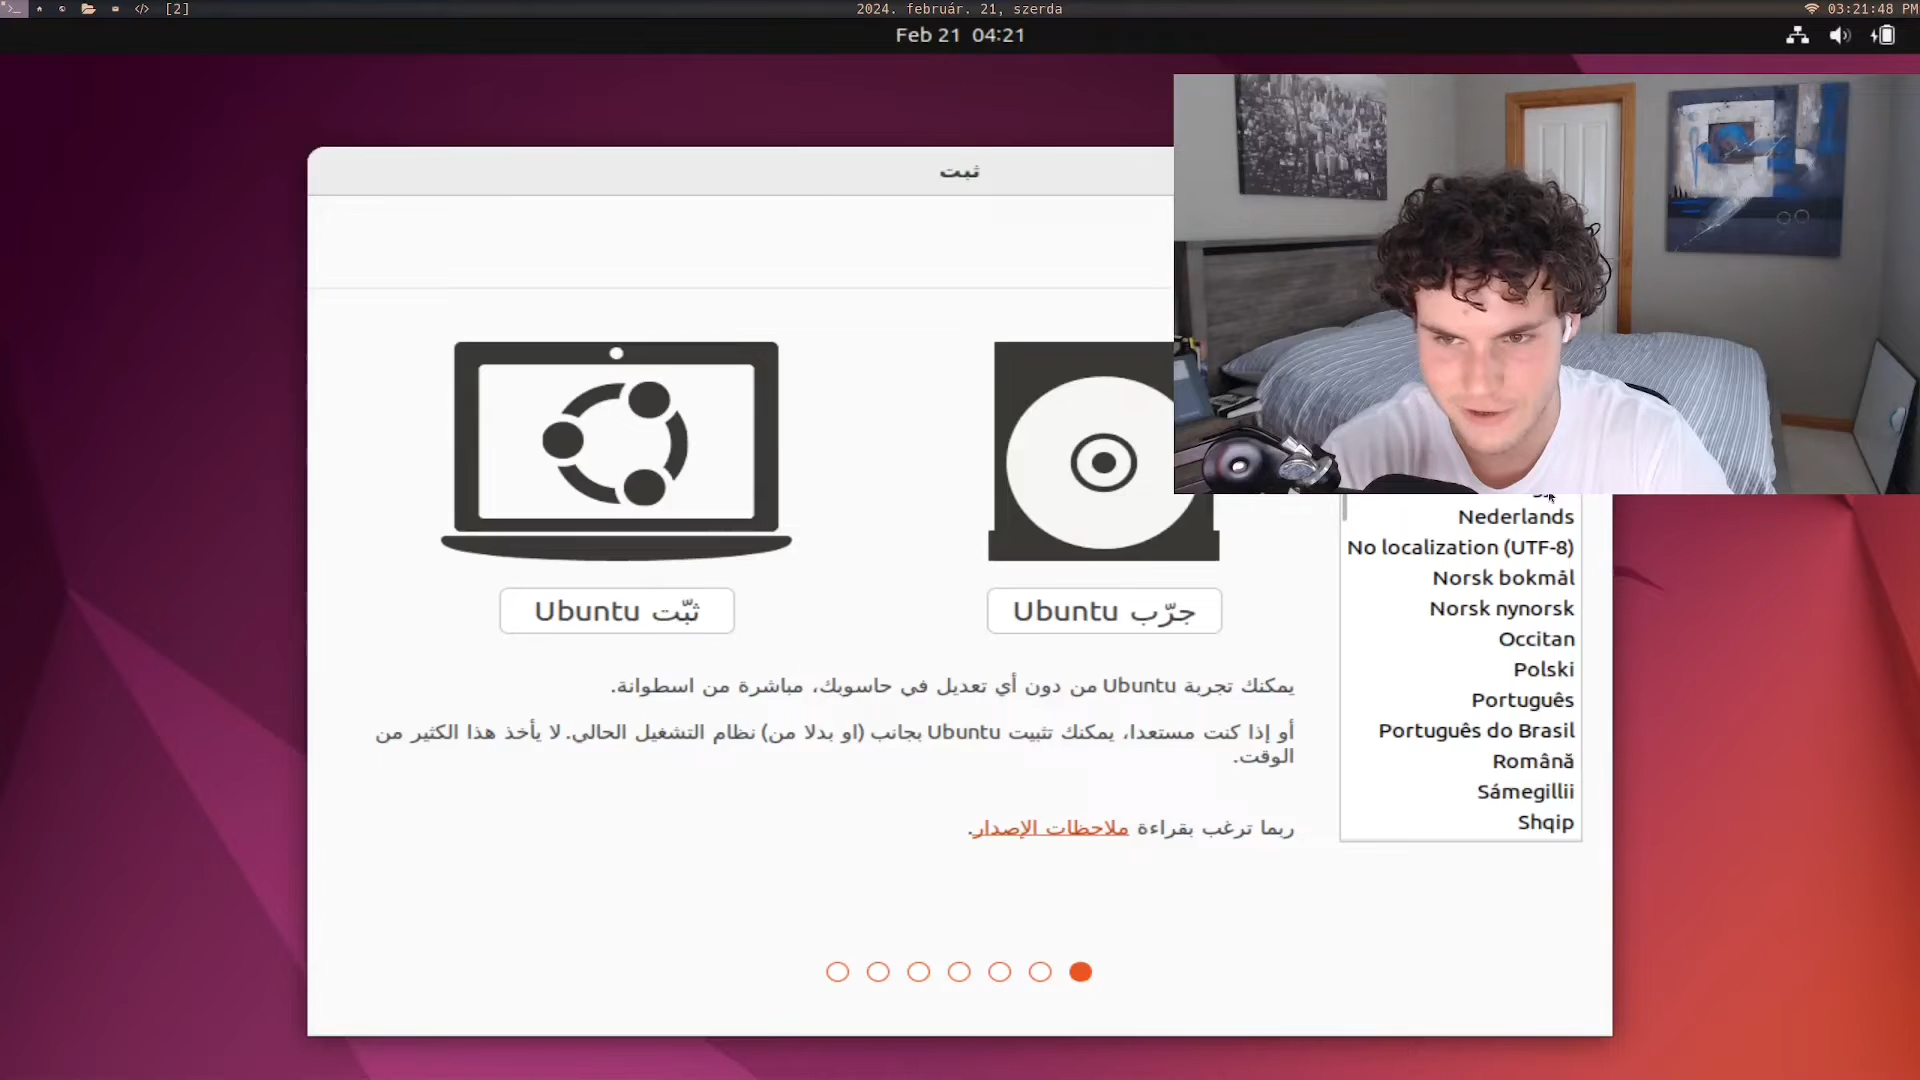 [2]
2024. február. 21, szerda
03:21:48 PM
Feb 21 04:21
ثبت
ثبّت Ubuntu
جرّب Ubuntu
يمكنك تجربة Ubuntu من دون أي تعديل في حاسوبك، مباشرة من اسطوانة.
أو إذا كنت مستعدا، يمكنك تثبيت Ubuntu بجانب (او بدلا من) نظام التشغيل الحالي. لا يأخذ هذا الكثير من
الوقت.
ربما ترغب بقراءة ملاحظات الإصدار.
Nederlands
No localization (UTF-8)
Norsk bokmål
Norsk nynorsk
Occitan
Polski
Português
Português do Brasil
Română
Sámegillii
Shqip